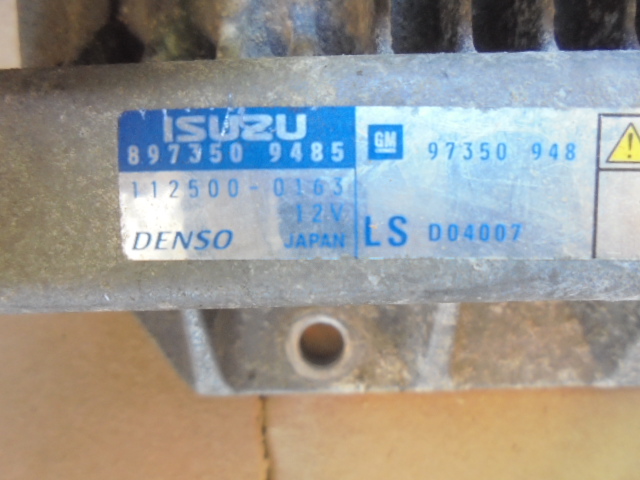 ISUZU
897350 9485
112500-0163
12V
DENSO JAPAN
GM 97350 948
LS D04007